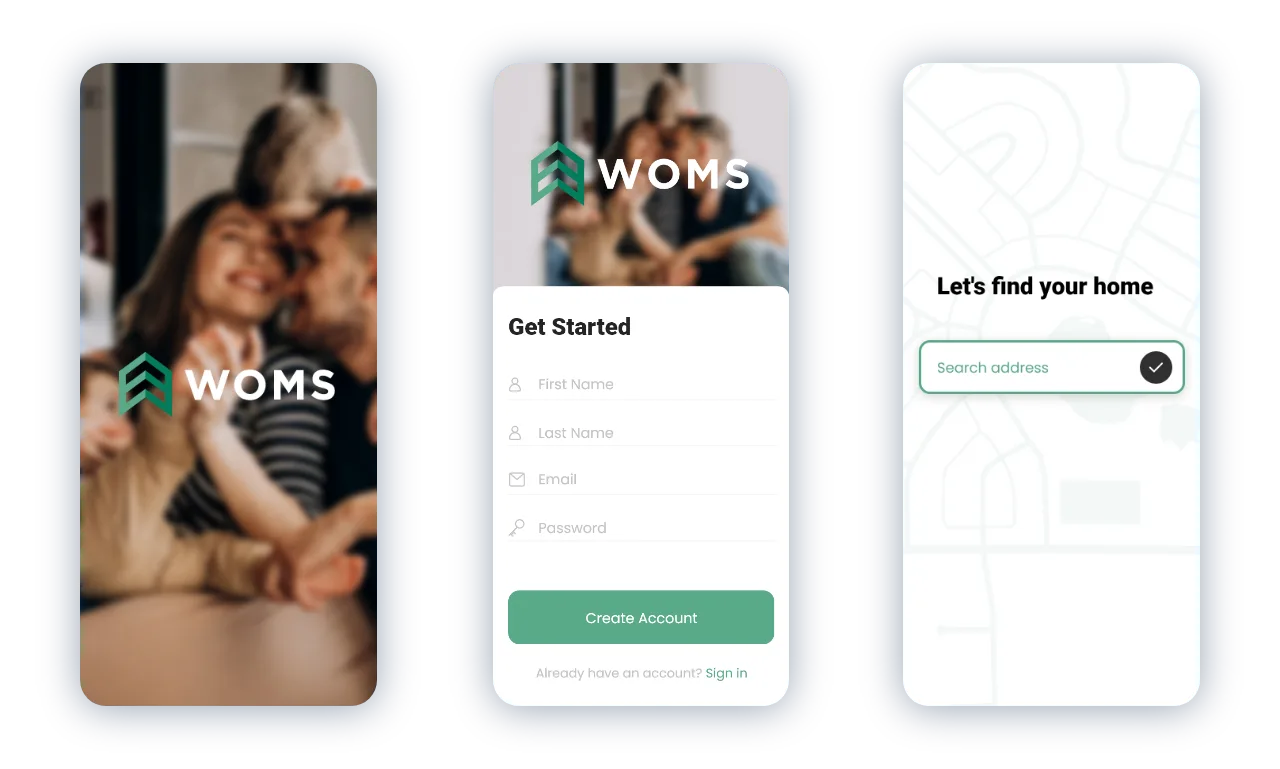 WOMS
WOMS
Get Started
First Name
Last Name
Email
Password
Create Account
Already have an account? Sign in
Let's find your home
Search address